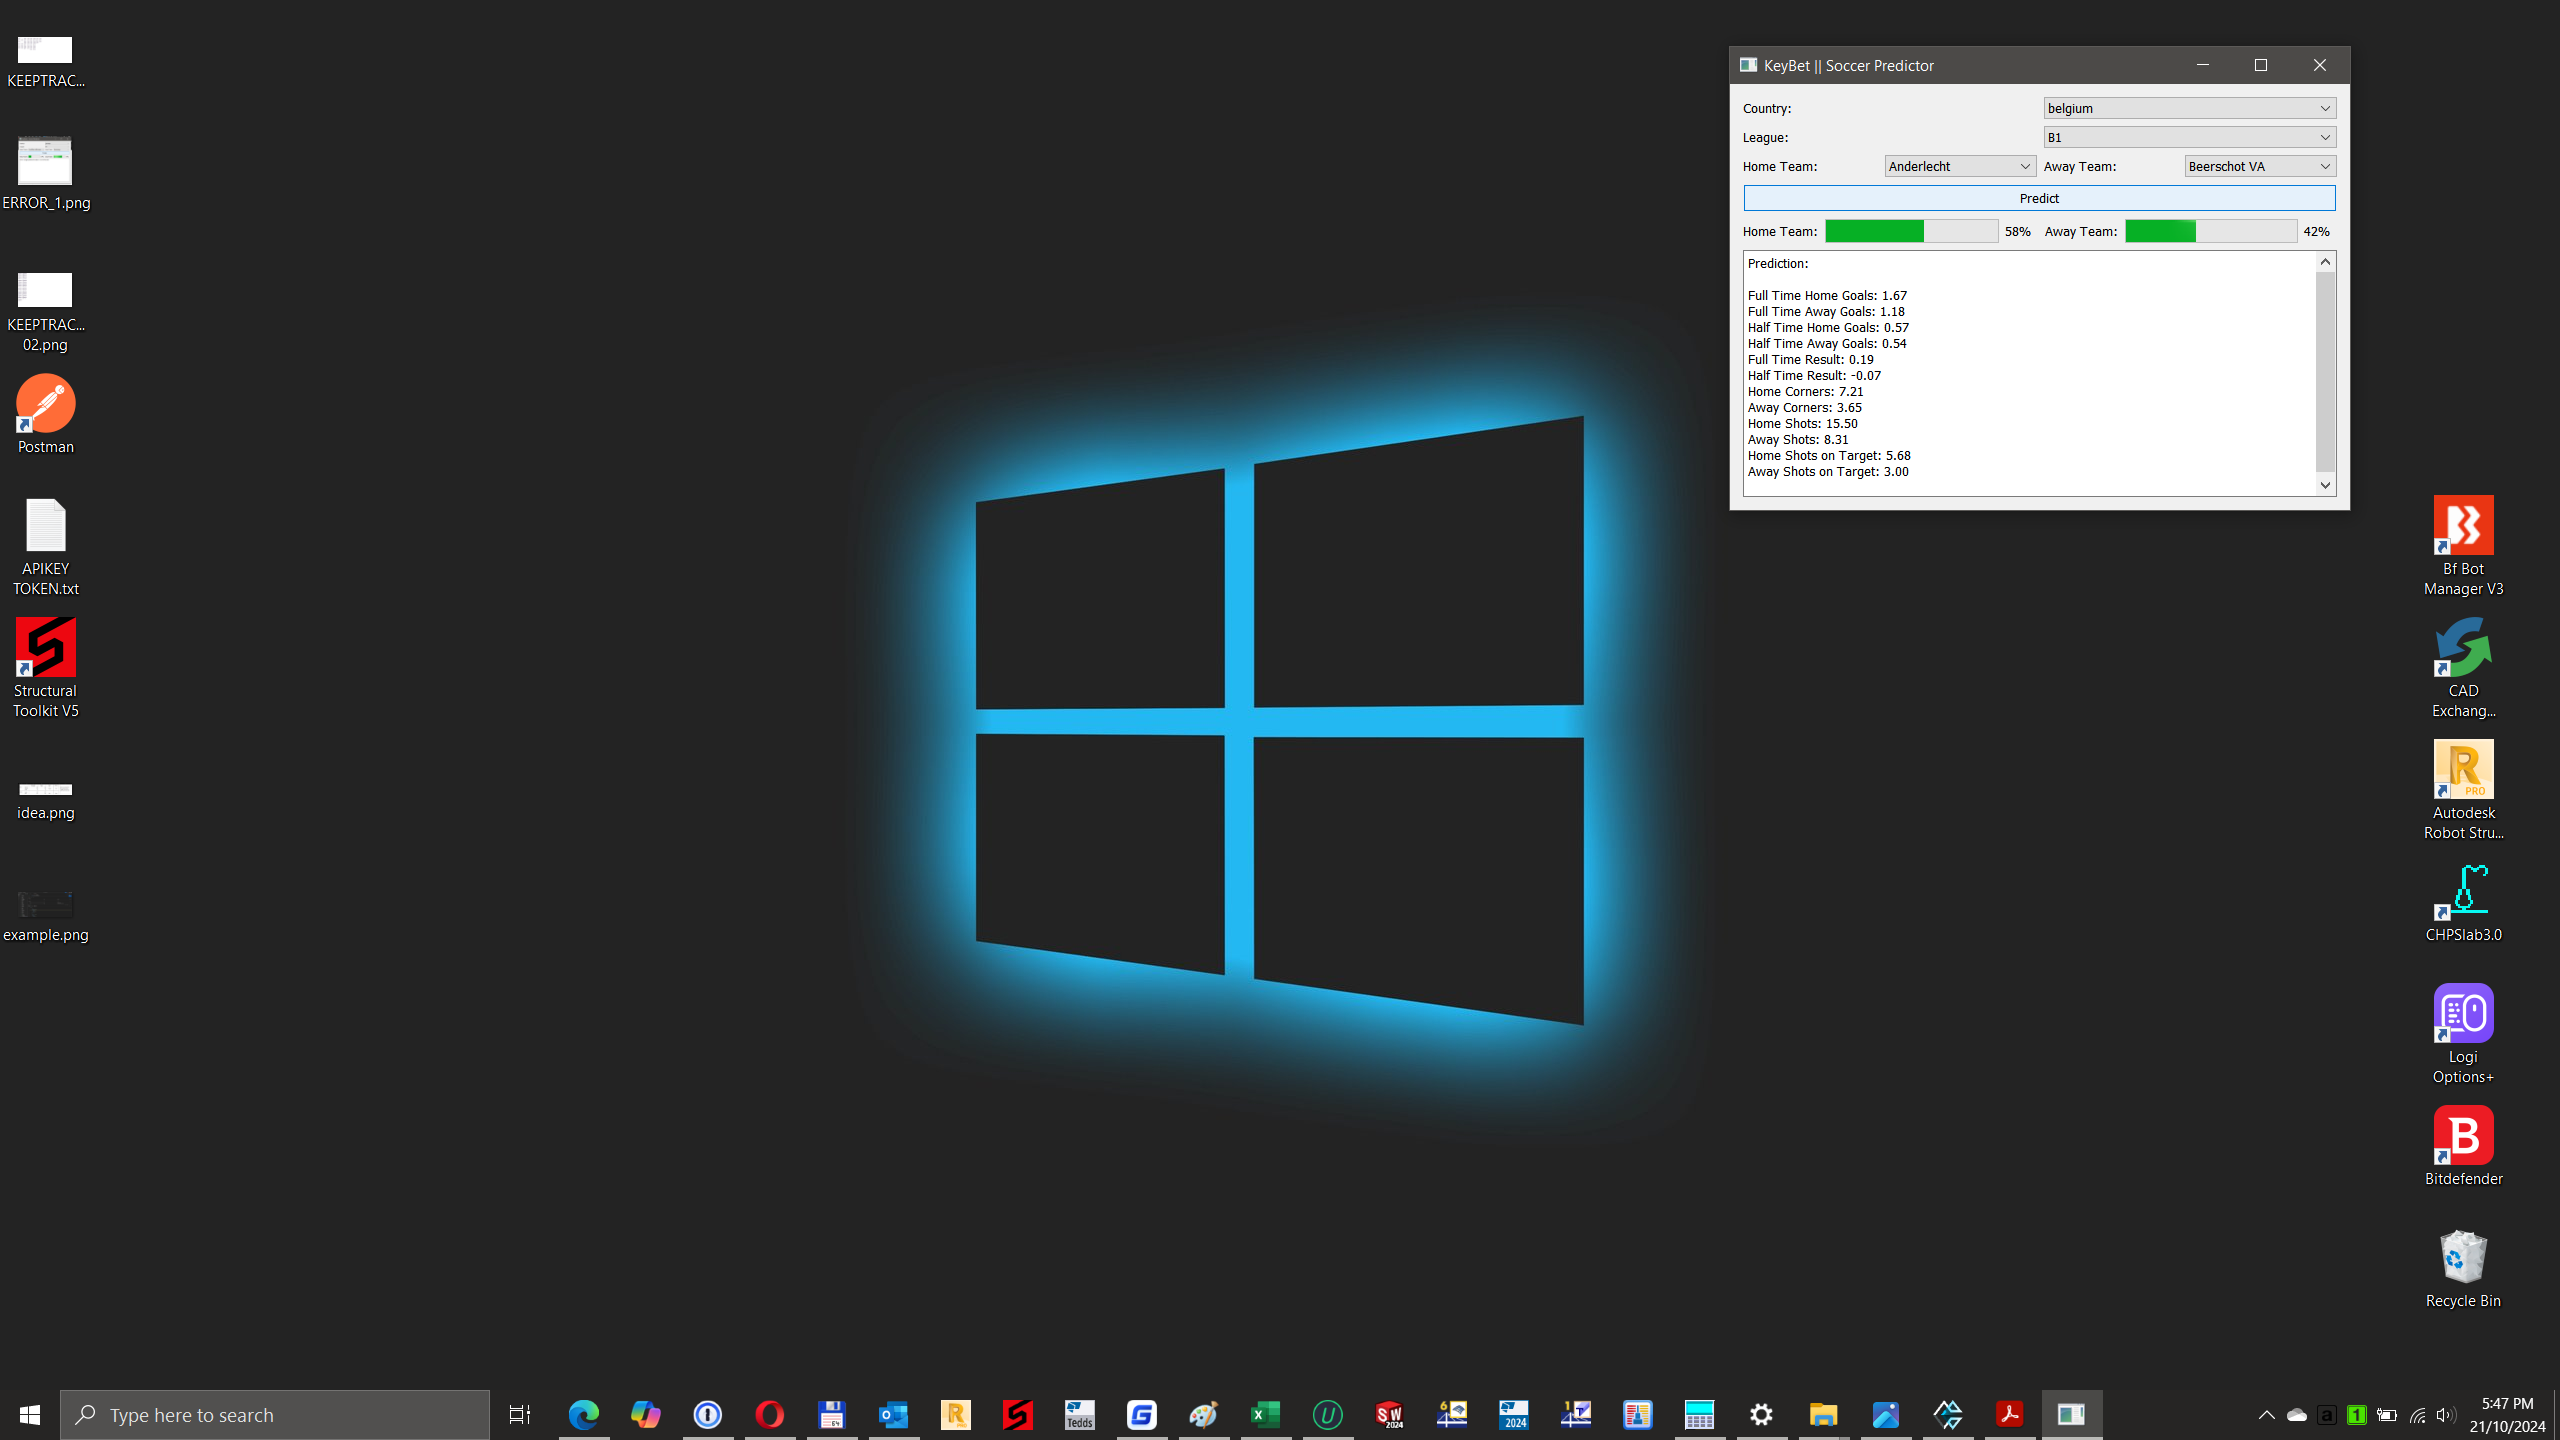 KEEPTRAC...
ERROR_1.png
KEEPTRAC...
02.png
Postman
APIKEY
TOKEN.txt
Structural
Toolkit V5
idea.png
example.png
KeyBet || Soccer Predictor
Country:
belgium
League:
B1
Home Team:
Anderlecht
Away Team:
Beerschot VA
Predict
Home Team:
58%
Away Team:
42%
Prediction:
Full Time Home Goals: 1.67
Full Time Away Goals: 1.18
Half Time Home Goals: 0.57
Half Time Away Goals: 0.54
Full Time Result: 0.19
Half Time Result: -0.07
Home Corners: 7.21
Away Corners: 3.65
Home Shots: 15.50
Away Shots: 8.31
Home Shots on Target: 5.68
Away Shots on Target: 3.00
Bf Bot
Manager V3
CAD
Exchang...
PRO
Autodesk
Robot Stru...
CHPSlab3.0
Logi
Options+
Bitdefender
Recycle Bin
Type here to search
Tedds
SW
2024
2024
5:47 PM
21/10/2024